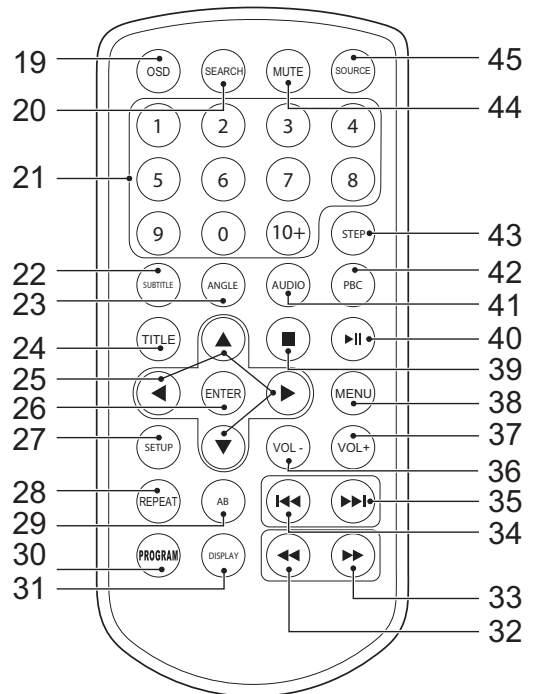 19 OSD SEARCH MUTE SOURCE 45
20 44
1 2 3 4
21 5 6 7 8
9 0 10+ STEP 43
22 SUBTITLE ANGLE AUDIO PBC 42
23 41
24 TITLE 40
25 39
26 ENTER MENU 38
27 SETUP VOL - VOL+ 37
36
28 REPEAT AB 35
29 34
30 PROGRAM DISPLAY 33
31 32